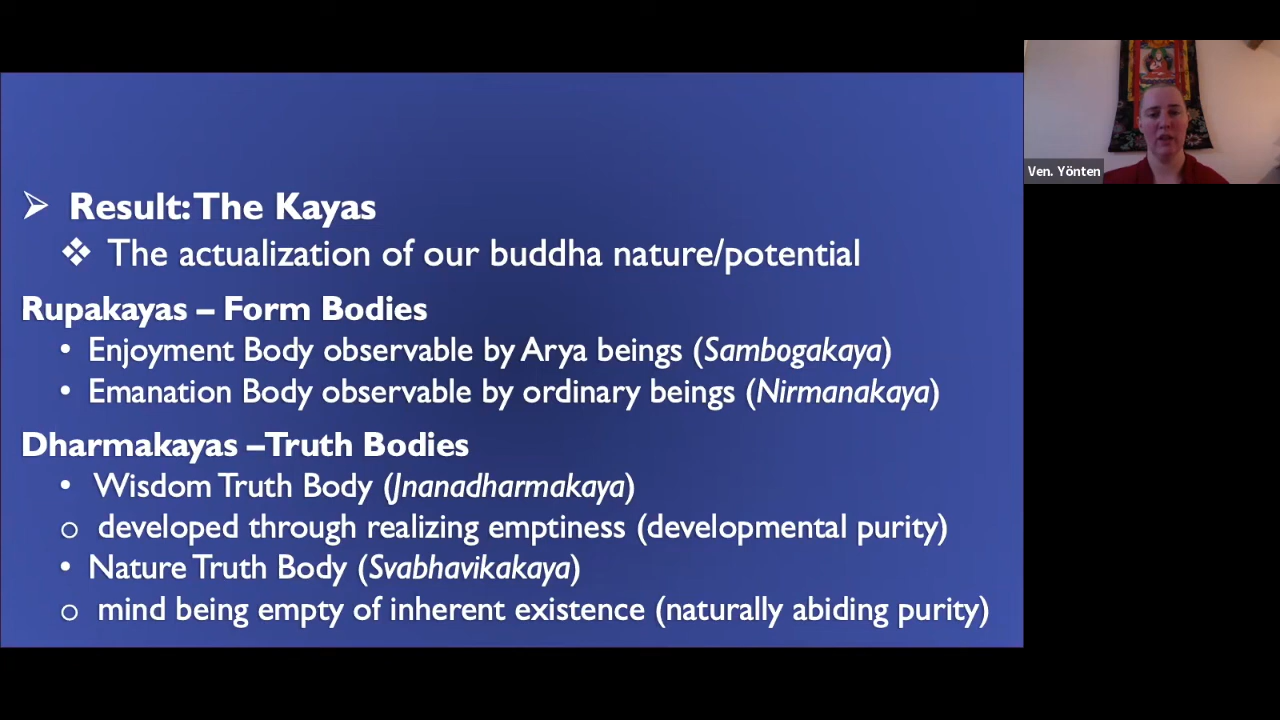 Result: The Kayas
The actualization of our buddha nature/potential
Rupakayas – Form Bodies
• Enjoyment Body observable by Arya beings (Sambogakaya)
• Emanation Body observable by ordinary beings (Nirmanakaya)
Dharmakayas – Truth Bodies
• Wisdom Truth Body (Jnanadharmakaya)
o developed through realizing emptiness (developmental purity)
• Nature Truth Body (Svabhavikakaya)
o mind being empty of inherent existence (naturally abiding purity)
Ven. Yönten